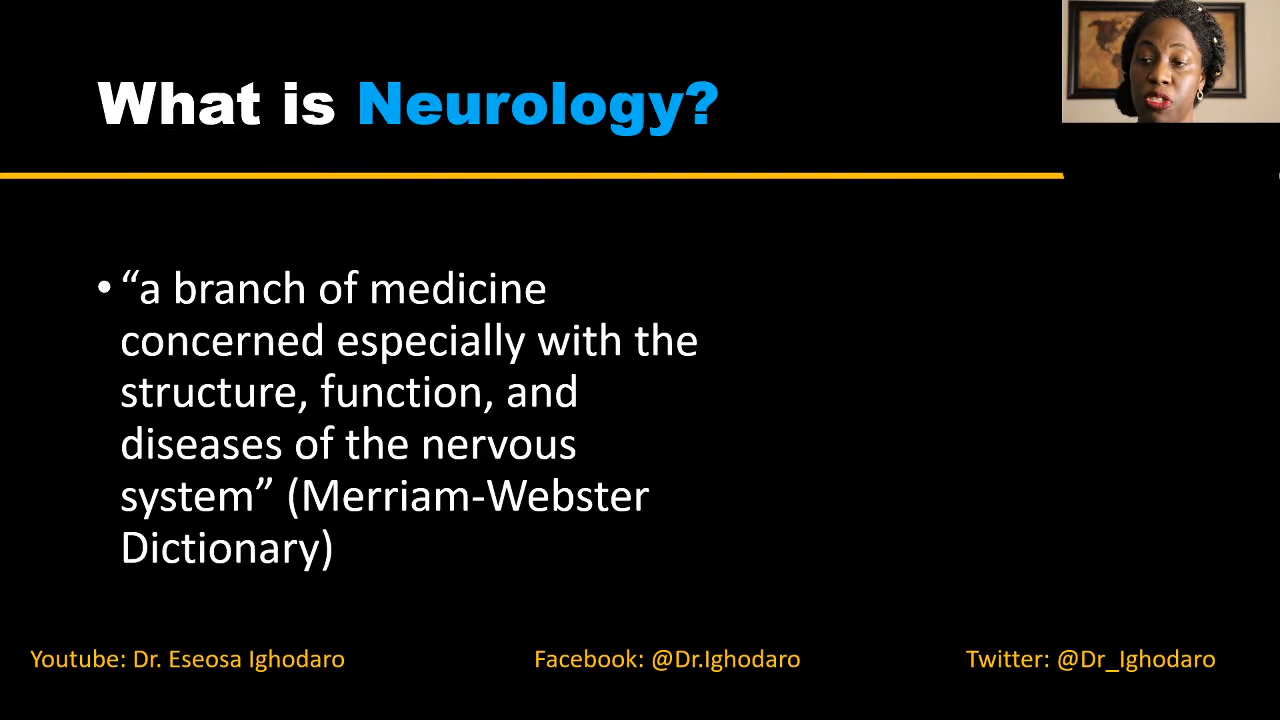 What is Neurology?
• “a branch of medicine
concerned especially with the
structure, function, and
diseases of the nervous
system” (Merriam-Webster
Dictionary)
Youtube: Dr. Eseosa Ighodaro
Facebook: @Dr.Ighodaro
Twitter: @Dr_Ighodaro